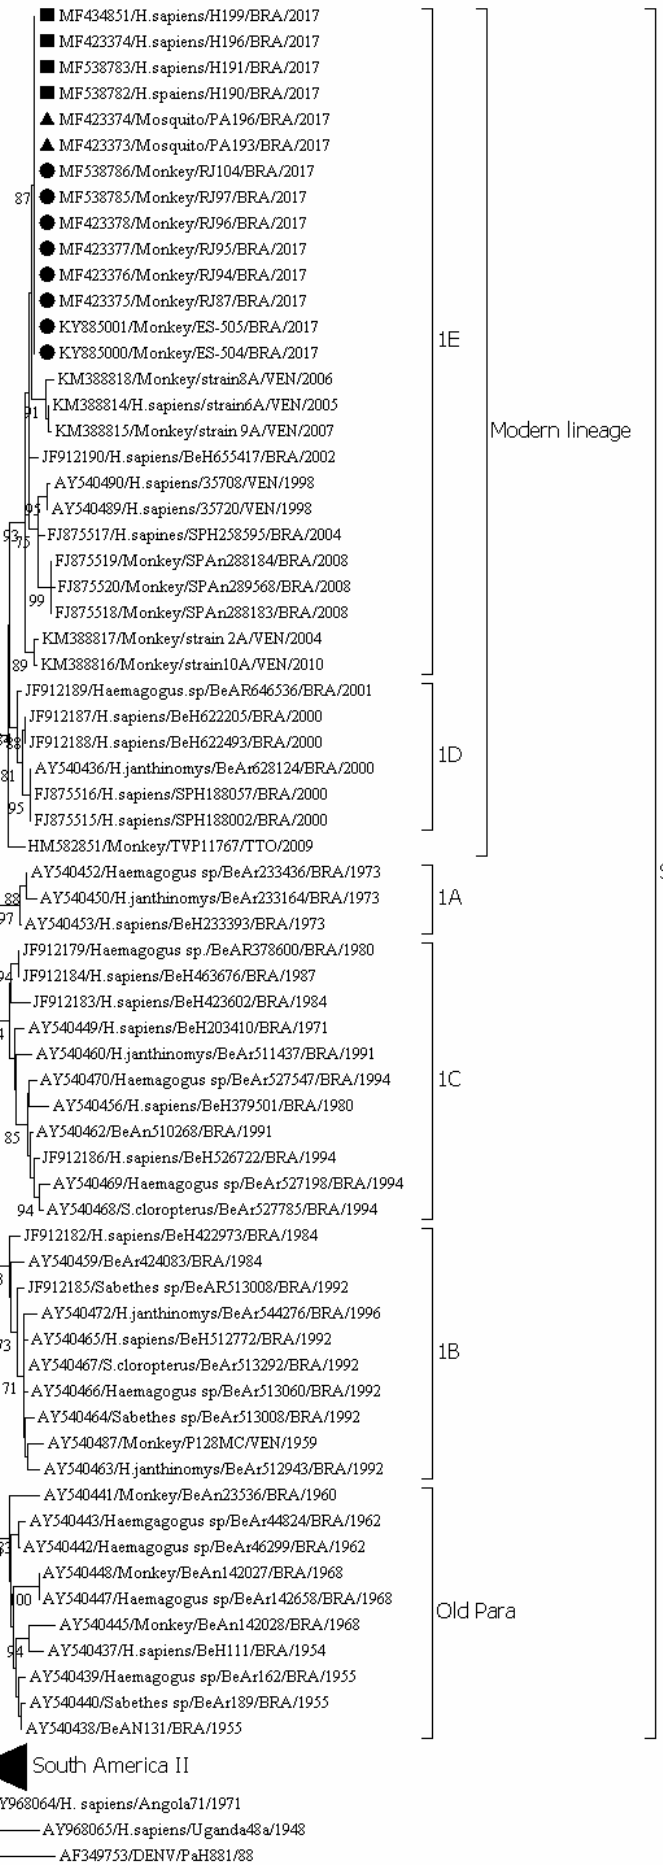 MF434851/H.sapiens/H199/BRA/2017
MF423374/H.sapiens/H196/BRA/2017
MF538783/H.sapiens/H191/BRA/2017
MF538782/H.spaiens/H190/BRA/2017
MF423374/Mosquito/PA196/BRA/2017
MF423373/Mosquito/PA193/BRA/2017
MF538786/Monkey/RJ104/BRA/2017
87
MF538785/Monkey/RJ97/BRA/2017
MF423378/Monkey/RJ96/BRA/2017
MF423377/Monkey/RJ95/BRA/2017
MF423376/Monkey/RJ94/BRA/2017
MF423375/Monkey/RJ87/BRA/2017
KY885001/Monkey/ES-505/BRA/2017
1E
KY885000/Monkey/ES-504/BRA/2017
KM388818/Monkey/strain8A/VEN/2006
KM388814/H.sapiens/strain6A/VEN/2005
91
KM388815/Monkey/strain 9A/VEN/2007
Modern lineage
JF912190/H.sapiens/BeH655417/BRA/2002
AY540490/H.sapiens/35708/VEN/1998
95
AY540489/H.sapiens/35720/VEN/1998
93
75
FJ875517/H.sapines/SPH258595/BRA/2004
FJ875519/Monkey/SPAn288184/BRA/2008
FJ875520/Monkey/SPAn289568/BRA/2008
99
FJ875518/Monkey/SPAn288183/BRA/2008
KM388817/Monkey/strain 2A/VEN/2004
89
KM388816/Monkey/strain10A/VEN/2010
JF912189/Haemagogus.sp/BeAR646536/BRA/2001
JF912187/H.sapiens/BeH622205/BRA/2000
88
JF912188/H.sapiens/BeH622493/BRA/2000
1D
81
AY540436/H.janthinomys/BeAr628124/BRA/2000
FJ875516/H.sapiens/SPH188057/BRA/2000
95
FJ875515/H.sapiens/SPH188002/BRA/2000
HM582851/Monkey/TVP11767/TTO/2009
AY540452/Haemagogus sp/BeAr233436/BRA/1973
88
AY540450/H.janthinomys/BeAr233164/BRA/1973
1A
97
AY540453/H.sapiens/BeH233393/BRA/1973
JF912179/Haemagogus sp./BeAR378600/BRA/1980
94
JF912184/H.sapiens/BeH463676/BRA/1987
JF912183/H.sapiens/BeH423602/BRA/1984
4
AY540449/H.sapiens/BeH203410/BRA/1971
AY540460/H.janthinomys/BeAr511437/BRA/1991
AY540470/Haemagogus sp/BeAr527547/BRA/1994
1C
AY540456/H.sapiens/BeH379501/BRA/1980
85
AY540462/BeAn510268/BRA/1991
JF912186/H.sapiens/BeH526722/BRA/1994
AY540469/Haemagogus sp/BeAr527198/BRA/1994
94
AY540468/S.cloropterus/BeAr527785/BRA/1994
JF912182/H.sapiens/BeH422973/BRA/1984
AY540459/BeAr424083/BRA/1984
JF912185/Sabethes sp/BeAR513008/BRA/1992
AY540472/H.janthinomys/BeAr544276/BRA/1996
73
AY540465/H.sapiens/BeH512772/BRA/1992
1B
AY540467/S.cloropterus/BeAr513292/BRA/1992
71
AY540466/Haemagogus sp/BeAr513060/BRA/1992
AY540464/Sabethes sp/BeAr513008/BRA/1992
AY540487/Monkey/P128MC/VEN/1959
AY540463/H.janthinomys/BeAr512943/BRA/1992
AY540441/Monkey/BeAn23536/BRA/1960
AY540443/Haemgagogus sp/BeAr44824/BRA/1962
AY540442/Haemagogus sp/BeAr46299/BRA/1962
AY540448/Monkey/BeAn142027/BRA/1968
00
AY540447/Haemagogus sp/BeAr142658/BRA/1968
Old Para
AY540445/Monkey/BeAn142028/BRA/1968
94
AY540437/H.sapiens/BeH111/BRA/1954
AY540439/Haemagogus sp/BeAr162/BRA/1955
AY540440/Sabethes sp/BeAr189/BRA/1955
AY540438/BeAN131/BRA/1955
South America II
Y968064/H. sapiens/Angola71/1971
AY968065/H.sapiens/Uganda48a/1948
AF349753/DENV/PaH881/88